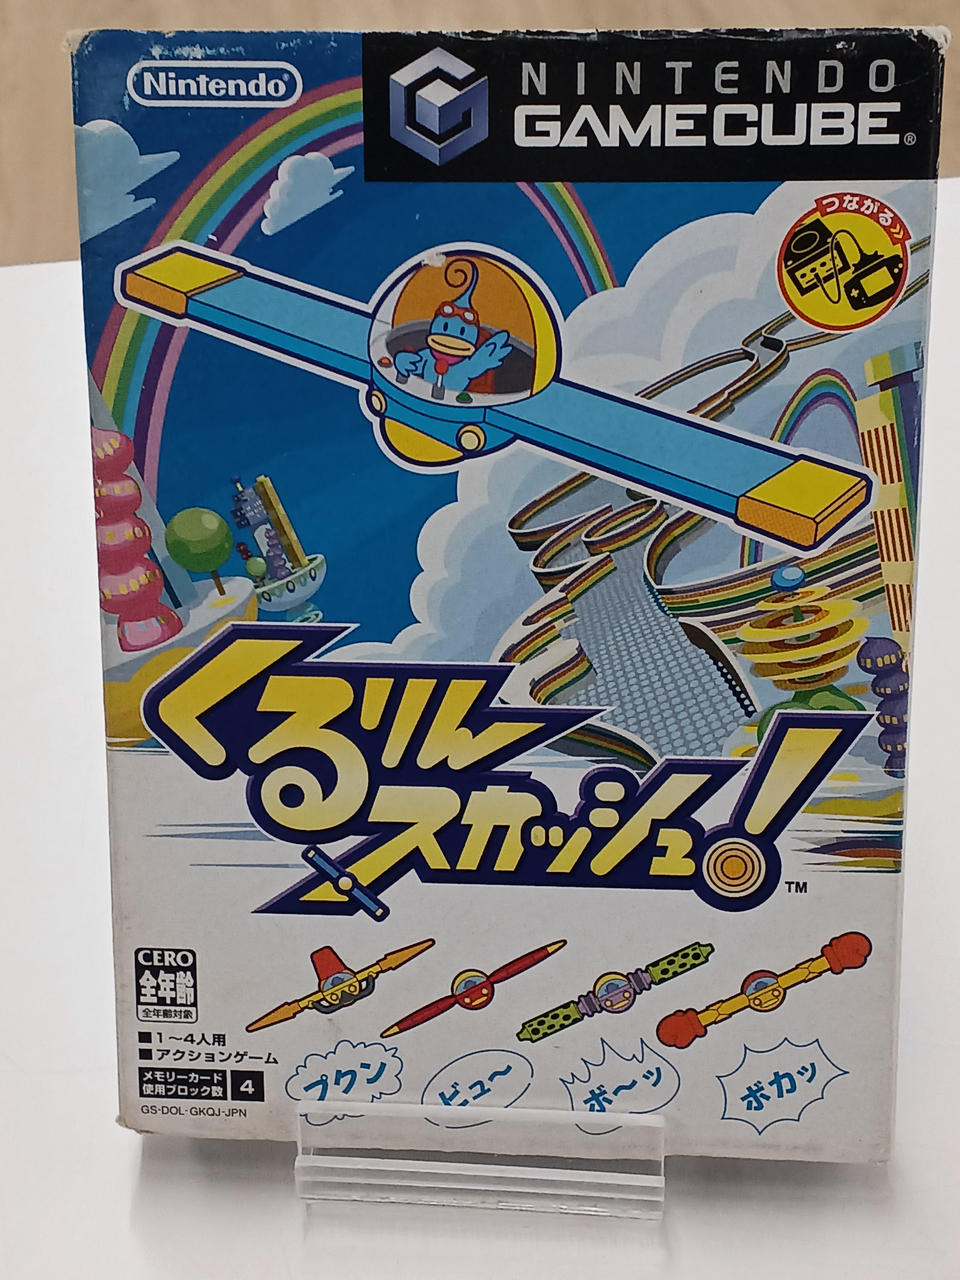 Nintendo®
NINTENDO
GAMECUBE®
つながる
くるりん
スカッシュ!
TM
CERO
全年齢
全年齢対象
■1〜4人用
■アクションゲーム
メモリーカード
使用ブロック数 4
GS-DOL-GKQJ-JPN
プクン
ビュ〜
ボ〜ッ
ボカッ